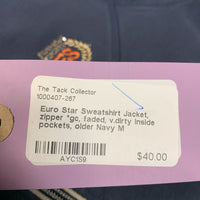 The Tack Collector
1000407-267
Euro Star Sweatshirt Jacket,
zipper *gc, faded, v.dirty inside
pockets, older Navy M
AYC159
$40.00